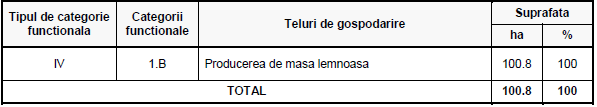 Tipul de categorie functionala Categorii functionale Teluri de gospodarire Suprafata
ha %
IV 1.B Producerea de masa lemnoasa 100.8 100
TOTAL 100.8 100